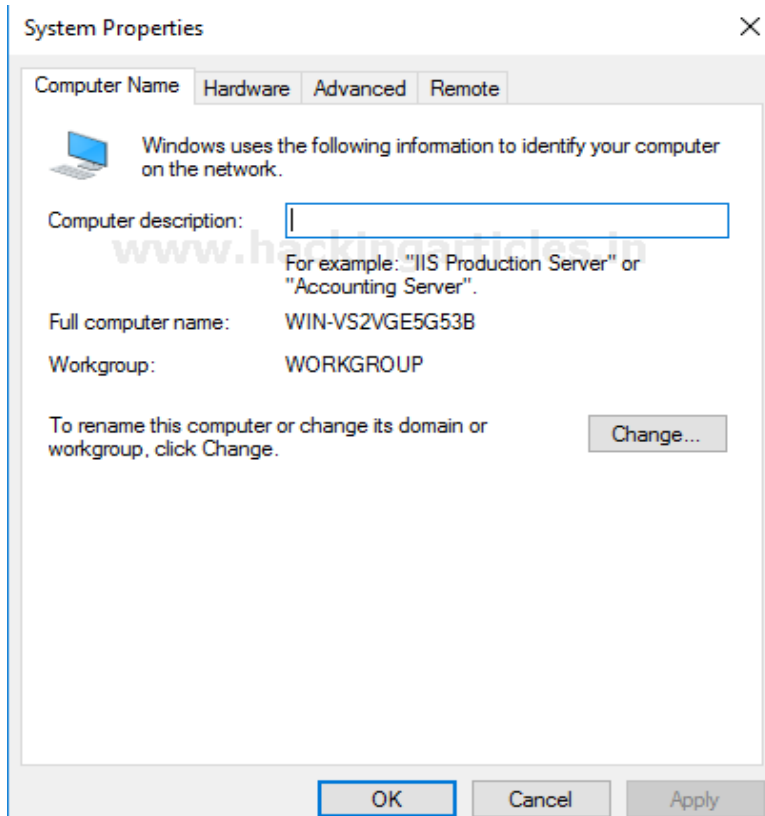 System Properties
Computer Name Hardware Advanced Remote
Windows uses the following information to identify your computer
on the network.
Computer description:
www.hackingarticles.in
For example: "IIS Production Server" or
"Accounting Server".
Full computer name: WIN-VS2VGE5G53B
Workgroup: WORKGROUP
To rename this computer or change its domain or
workgroup, click Change.
Change...
OK Cancel Apply